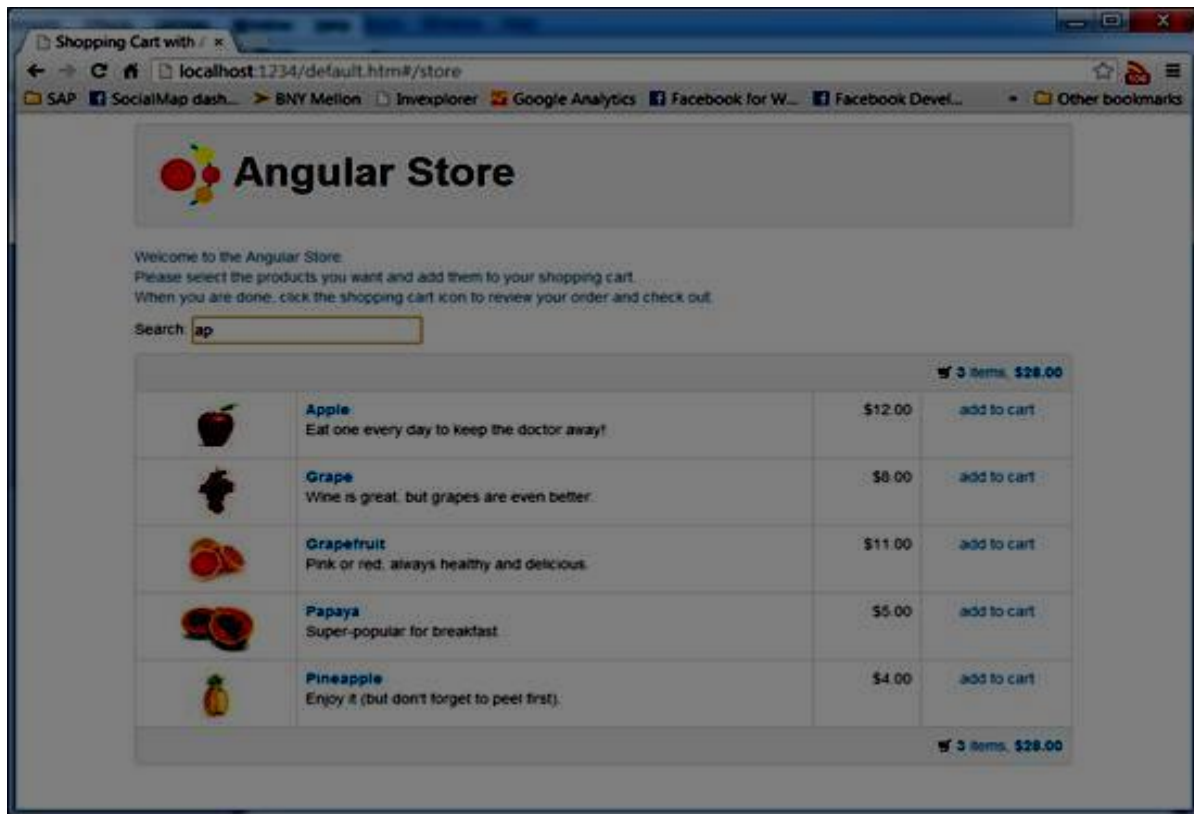 Shopping Cart with
localhost:1234/default.htm#/store
SAP SocialMap dash... BNY Mellon Invexplorer Google Analytics Facebook for W... Facebook Devel... Other bookmarks
Angular Store
Welcome to the Angular Store.
Please select the products you want and add them to your shopping cart.
When you are done, click the shopping cart icon to review your order and check out.
Search: ap
3 items, $28.00
Apple $12.00 add to cart
Eat one every day to keep the doctor away!
Grape $8.00 add to cart
Wine is great, but grapes are even better.
Grapefruit $11.00 add to cart
Pink or red, always healthy and delicious.
Papaya $5.00 add to cart
Super-popular for breakfast.
Pineapple $4.00 add to cart
Enjoy it (but don't forget to peel first).
3 items, $28.00